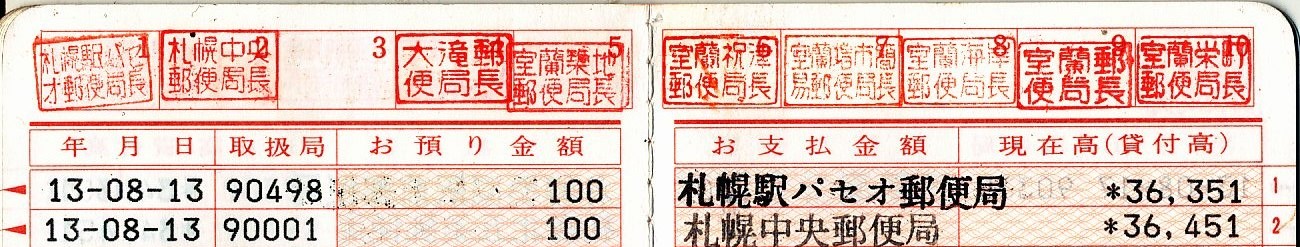 札幌駅パセ
オ郵便局長
1
札幌中央
郵便局長
2
3
大滝郵
便局長
室蘭築地
郵便局長
5
室蘭祝津
郵便局長
6
室蘭
易郵便局長
7
室蘭海岸
郵便局長
8
室蘭郵
便局長
9
室蘭栄町
郵便局長
10
年月日 取扱局 お預り金額 お支払金額 現在高(貸付高)
13-08-13 90498 100 札幌駅パセオ郵便局 *36,351 1
13-08-13 90001 100 札幌中央郵便局 *36,451 2